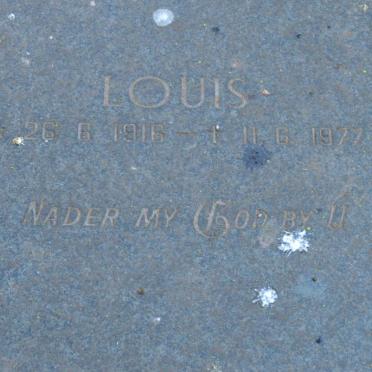 LOUIS
* 26 6 1916 — † 11 6 1977
NADER MY GOD BY U